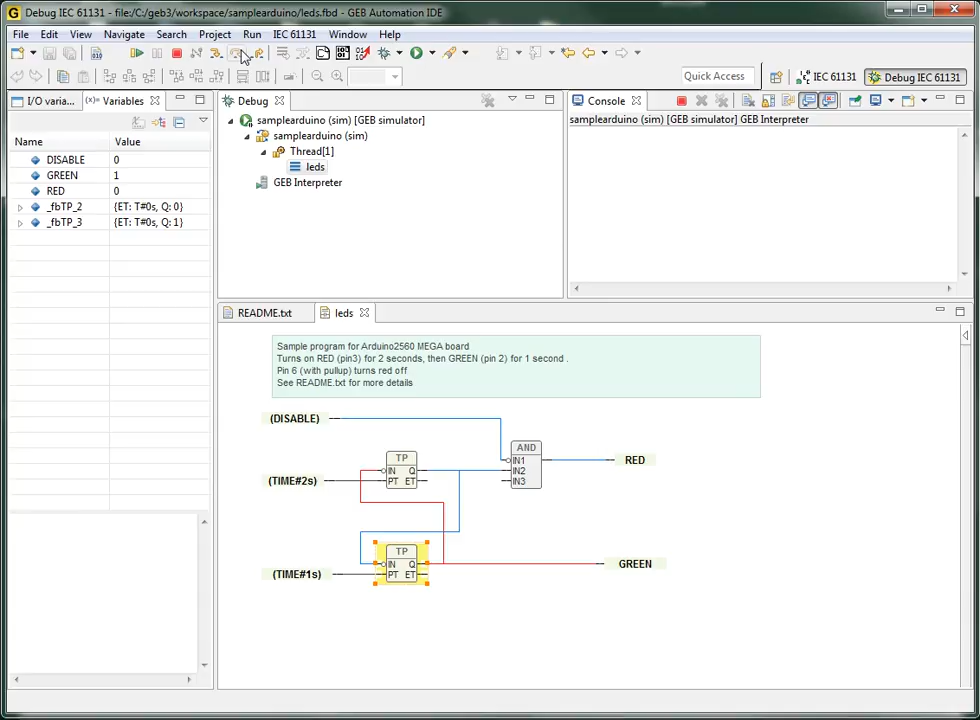 Debug IEC 61131 - file:/C:/geb3/workspace/samplearduino/leds.fbd - GEB Automation IDE
File Edit View Navigate Search Project Run IEC 61131 Window Help
Quick Access IEC 61131 Debug IEC 61131
I/O varia... (x)= Variables
Name Value
DISABLE 0
GREEN 1
RED 0
_fbTP_2 {ET: T#0s, Q: 0}
_fbTP_3 {ET: T#0s, Q: 1}
Debug
samplearduino (sim) [GEB simulator]
samplearduino (sim)
Thread[1]
leds
GEB Interpreter
Console
samplearduino (sim) [GEB simulator] GEB Interpreter
README.txt leds
Sample program for Arduino2560 MEGA board
Turns on RED (pin3) for 2 seconds, then GREEN (pin 2) for 1 second .
Pin 6 (with pullup) turns red off
See README.txt for more details
(DISABLE)
AND
IN1
IN2
IN3
RED
TP
IN Q
PT ET
(TIME#2s)
TP
IN Q
PT ET
GREEN
(TIME#1s)